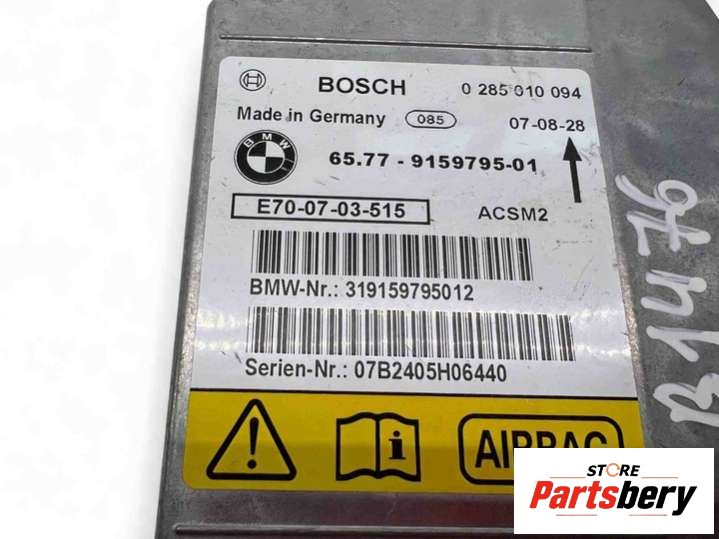 BOSCH 0 285 010 094
Made in Germany 085 07-08-28
BMW
65.77 - 9159795-01
E70-07-03-515 ACSM2
BMW-Nr.: 319159795012
Serien-Nr.: 07B2405H06440
AIRBAG
STORE
Partsbery